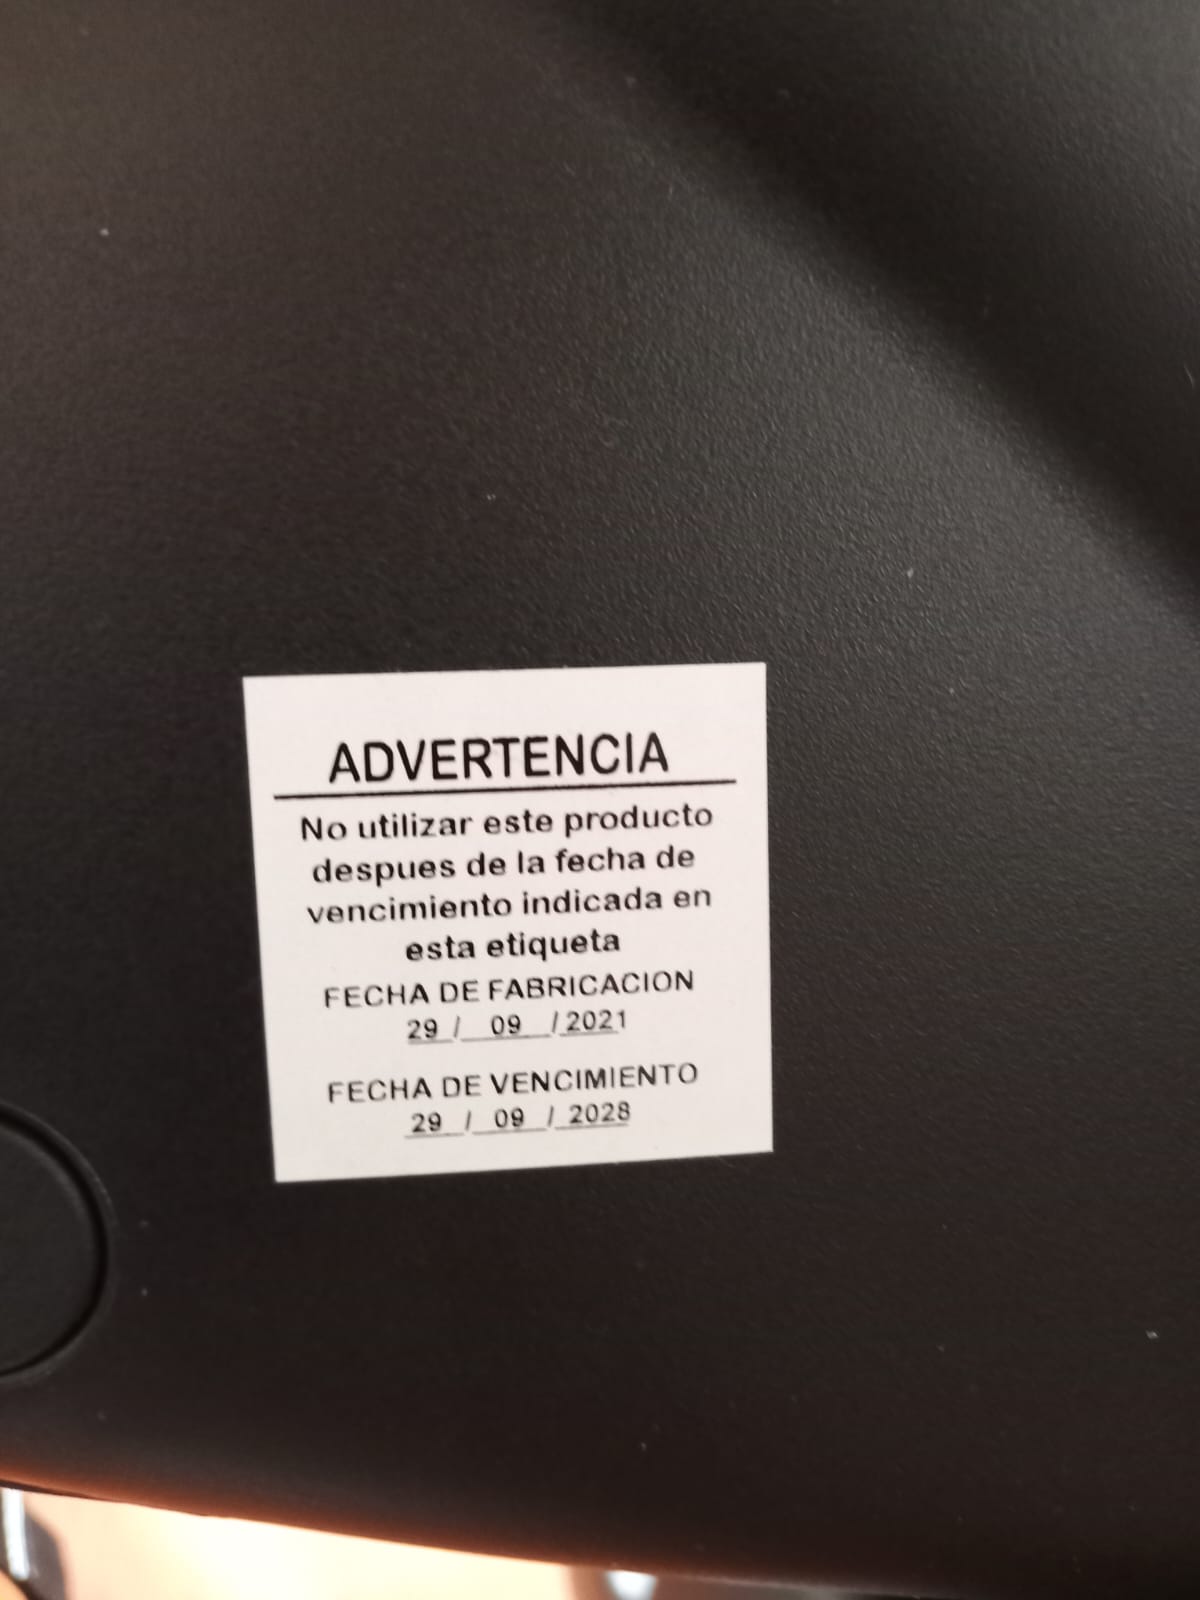 ADVERTENCIA
No utilizar este producto
despues de la fecha de
vencimiento indicada en
esta etiqueta
FECHA DE FABRICACION
29 / 09 / 2021
FECHA DE VENCIMIENTO
29 / 09 / 2028